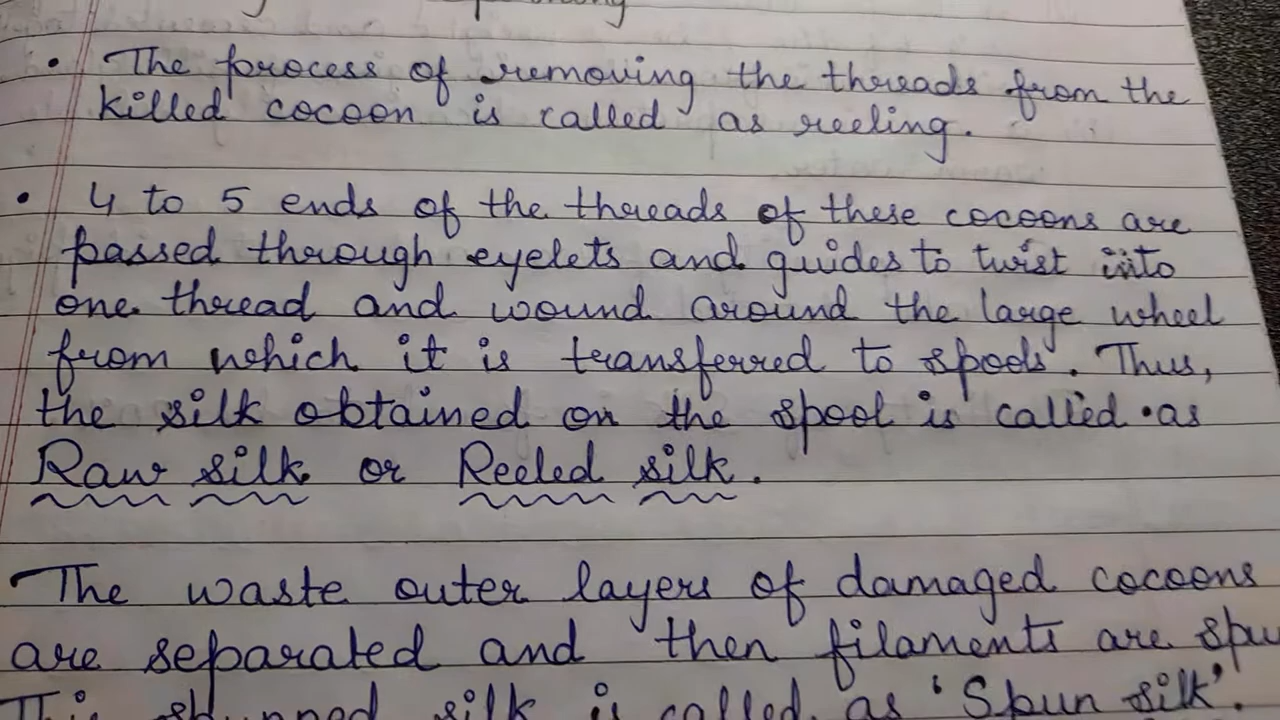 • The process of removing the threads from the
killed cocoon is called as reeling.
• 4 to 5 ends of the threads of these cocoons are
passed through eyelets and guides to twist into
one thread and wound around the large wheel
from which it is transferred to spools. Thus,
the silk obtained on the spool is called as
Raw silk or Reeled silk.
The waste outer layers of damaged cocoons
are separated and then filaments are spu
silk is called as 'Spun silk'.